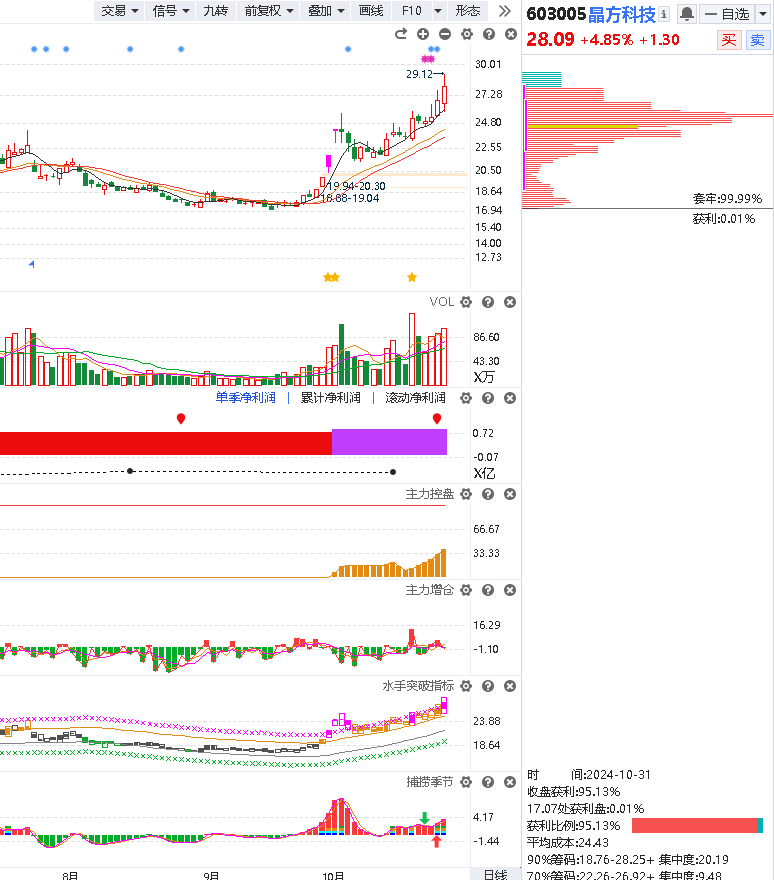 交易 信号 九转 前复权 叠加 画线 F10 形态
603005晶方科技 自选
28.09 +4.85% +1.30 买 卖
29.12 30.01
27.28
24.80
22.55
20.50
19.94-20.30
18.64
18.88-19.04
16.94
15.40
14.00
12.73
套牢:99.99%
获利:0.01%
VOL
86.60
43.30
X万
单季净利润 | 累计净利润 | 滚动净利润
0.72
-0.07
X亿
主力控盘
66.67
33.33
主力增仓
16.29
-1.10
水手突破指标
23.88
18.64
捕捞季节
4.17
-1.44
8月 9月 10月 日线
时 间:2024-10-31
收盘获利:95.13%
17.07处获利盘:0.01%
获利比例:95.13%
平均成本:24.43
90%筹码:18.76-28.25+ 集中度:20.19
70%筹码:22.26-26.92+ 集中度:9.48